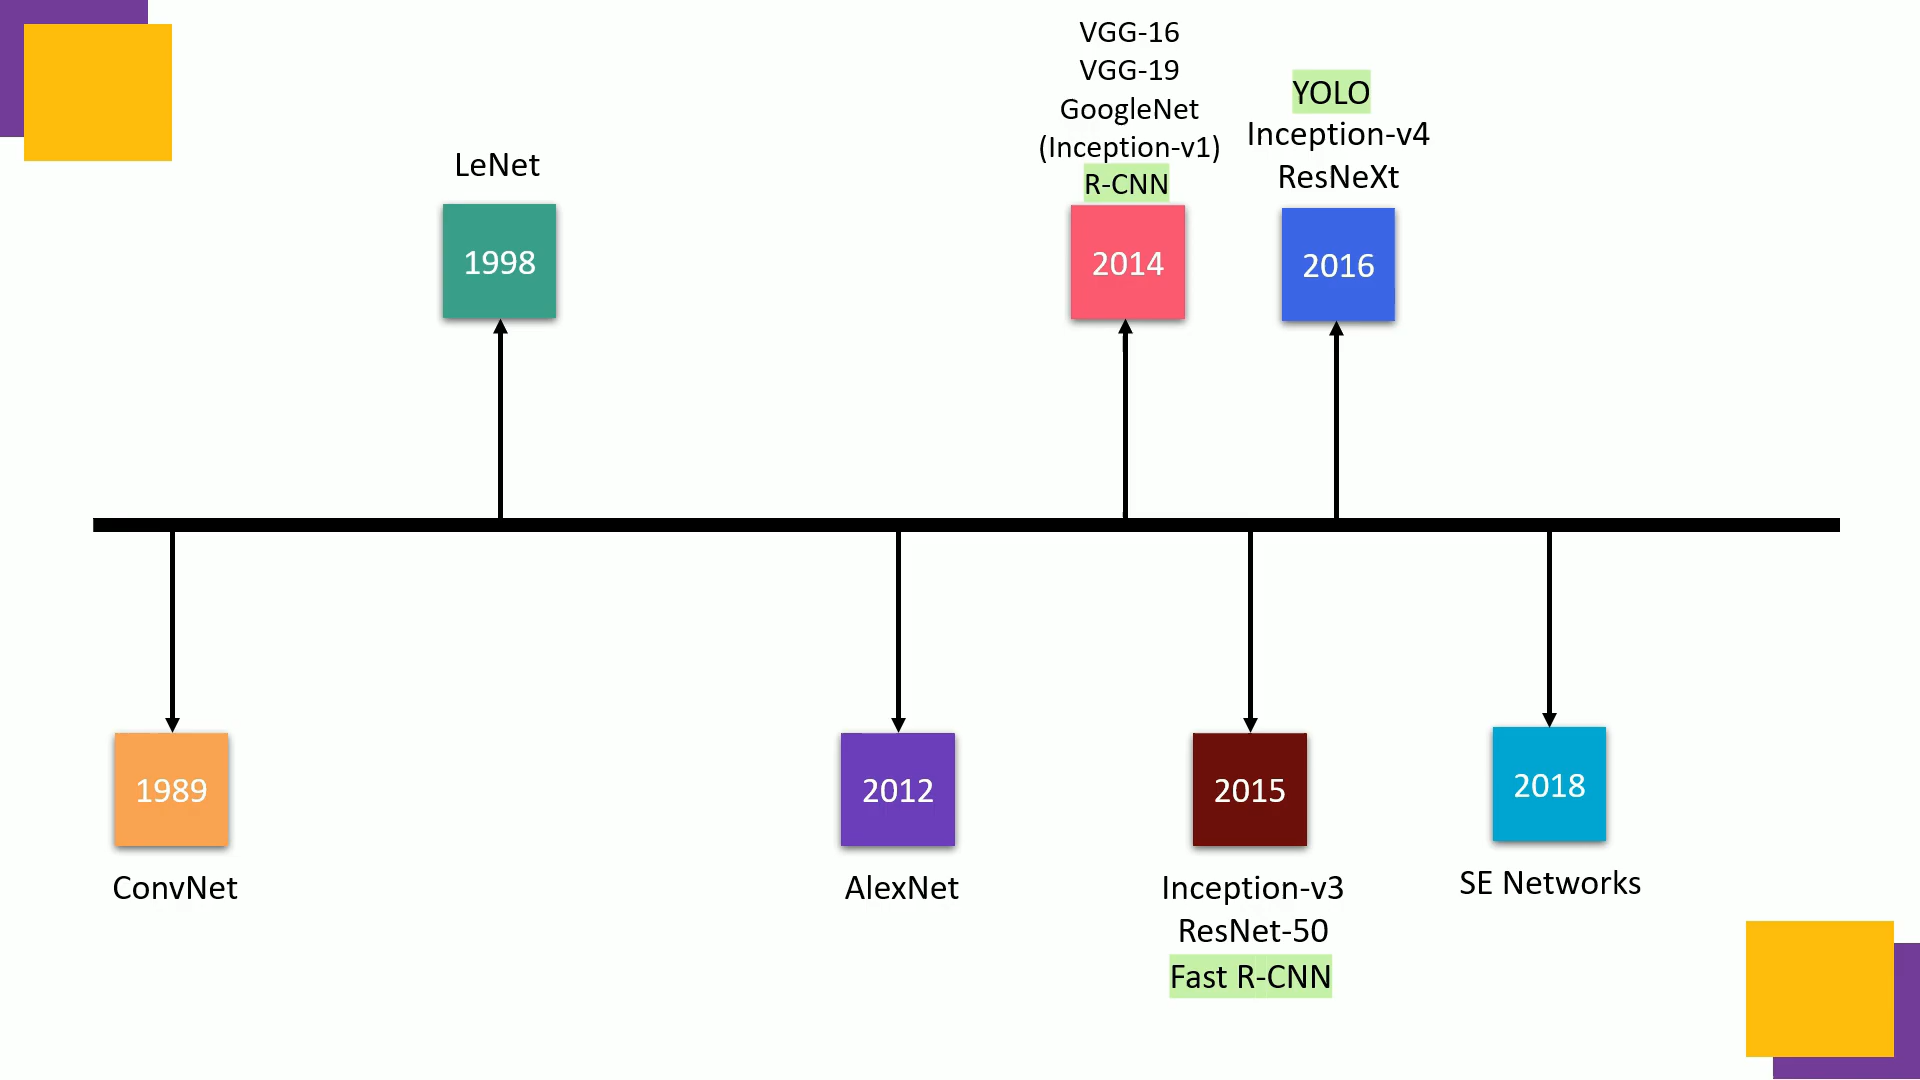 VGG-16
VGG-19
GoogleNet
(Inception-v1)
R-CNN
YOLO
Inception-v4
ResNeXt
LeNet
1998
2014
2016
1989
2012
2015
2018
ConvNet
AlexNet
Inception-v3
ResNet-50
Fast R-CNN
SE Networks